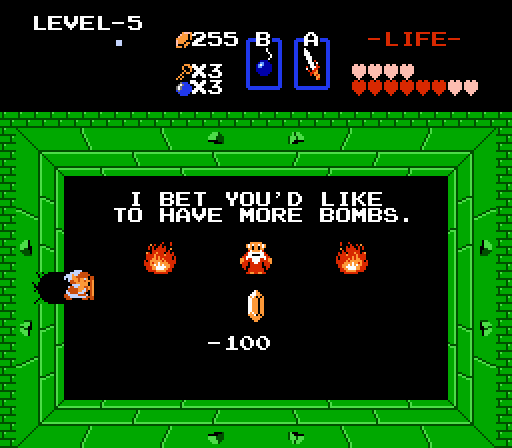 LEVEL-5
255 B A -LIFE-
X3
X3
I BET YOU'D LIKE
TO HAVE MORE BOMBS.
-100